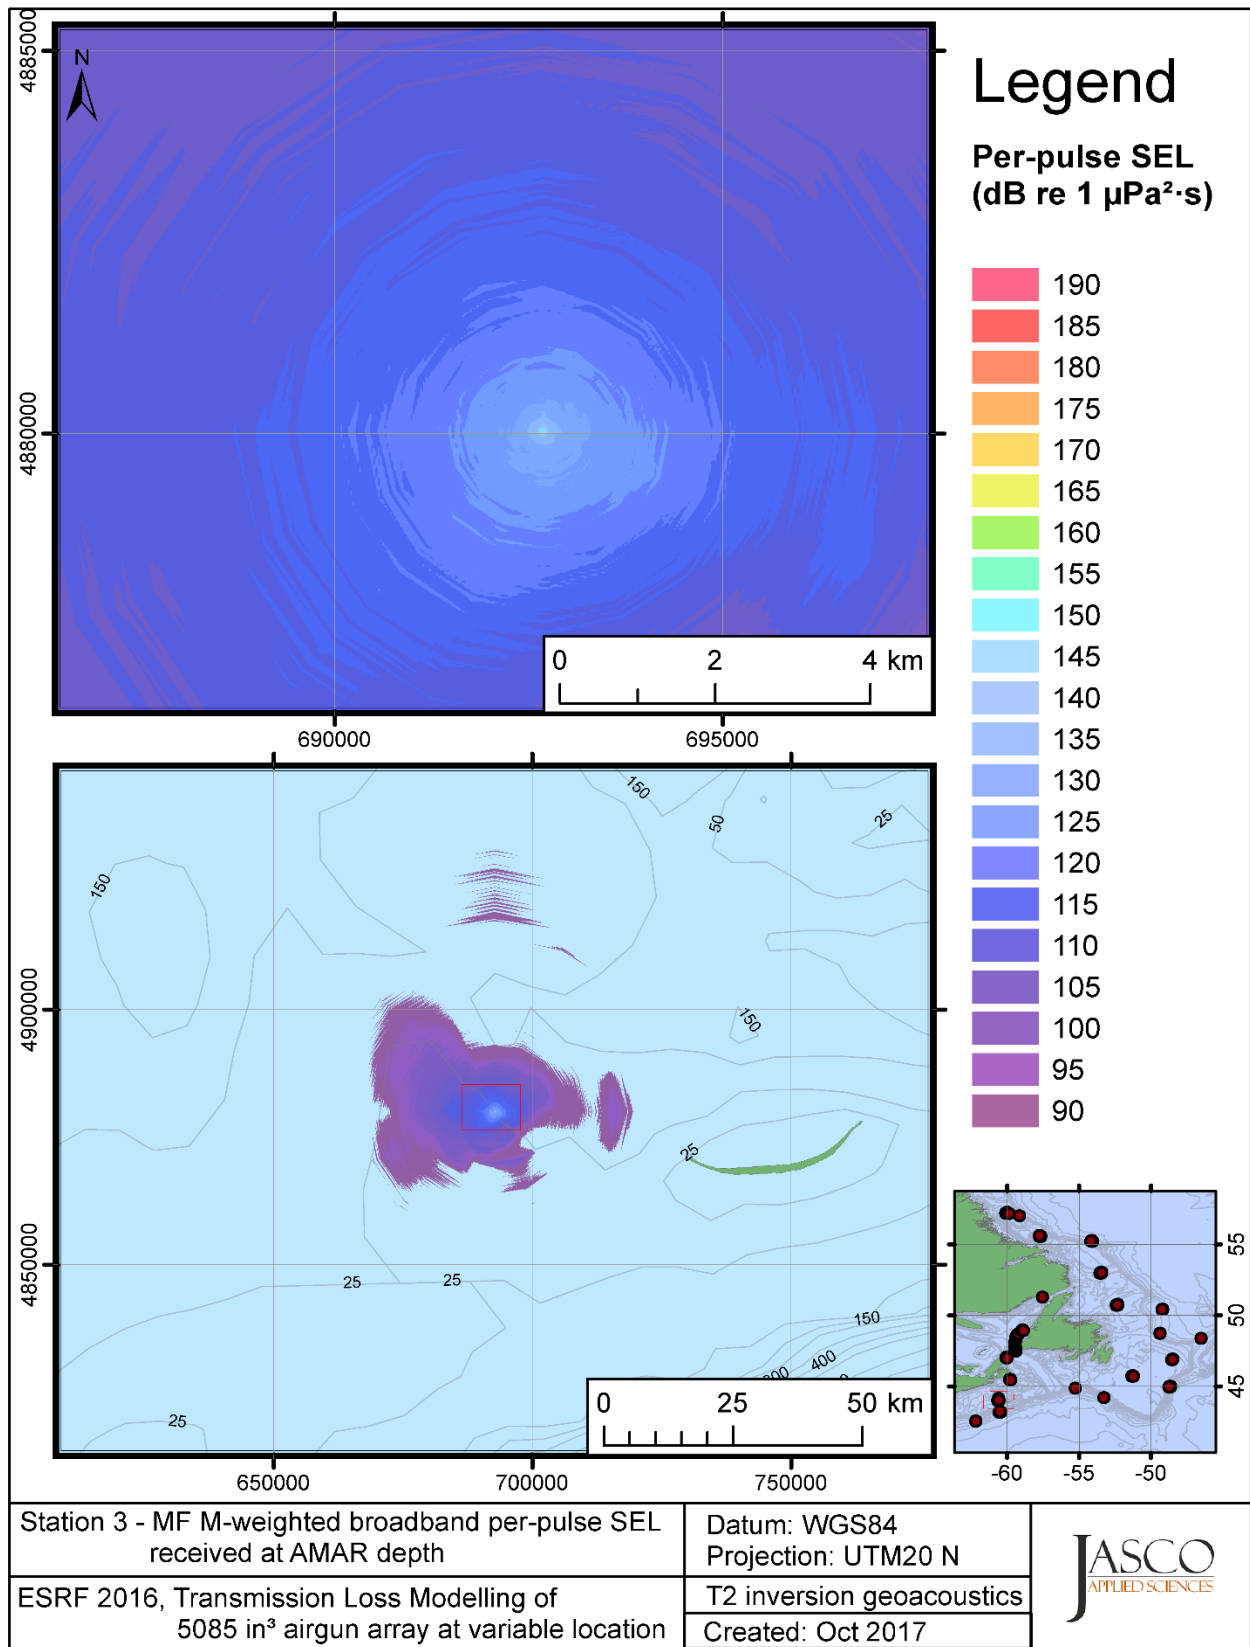 4885000
4880000
N
0 2 4 km
690000 695000
Legend
Per-pulse SEL
(dB re 1 µPa²·s)
190
185
180
175
170
165
160
155
150
145
140
135
130
125
120
115
110
105
100
95
90
150
50
25
150
150
25
25
25
150
400
25
4900000
4850000
0 25 50 km
650000 700000 750000
55
50
45
-60 -55 -50
Station 3 - MF M-weighted broadband per-pulse SEL
received at AMAR depth
ESRF 2016, Transmission Loss Modelling of
5085 in³ airgun array at variable location
Datum: WGS84
Projection: UTM20 N
T2 inversion geoacoustics
Created: Oct 2017
JASCO
APPLIED SCIENCES